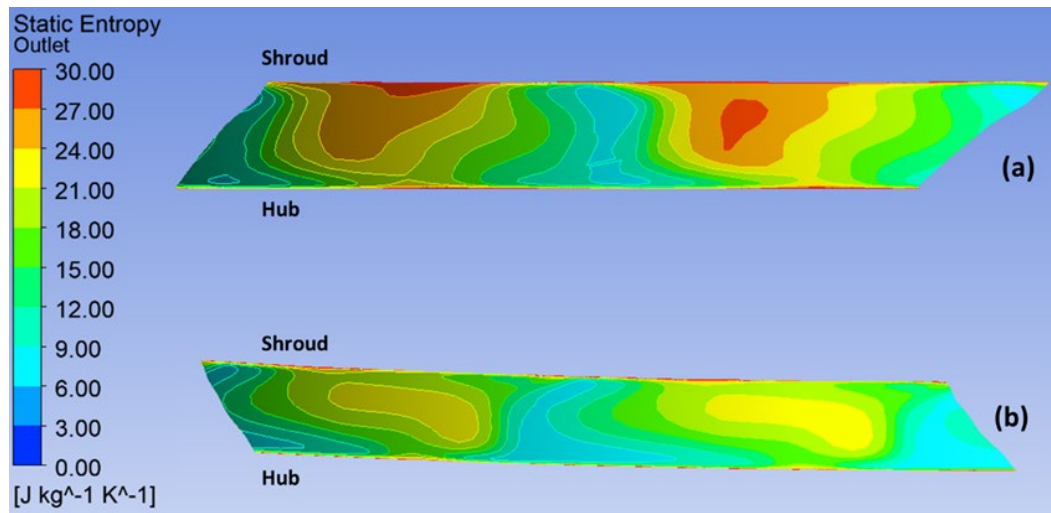 Static Entropy
Outlet
30.00
27.00
24.00
21.00
18.00
15.00
12.00
9.00
6.00
3.00
0.00
[J kg^-1 K^-1]
Shroud
(a)
Hub
Shroud
(b)
Hub